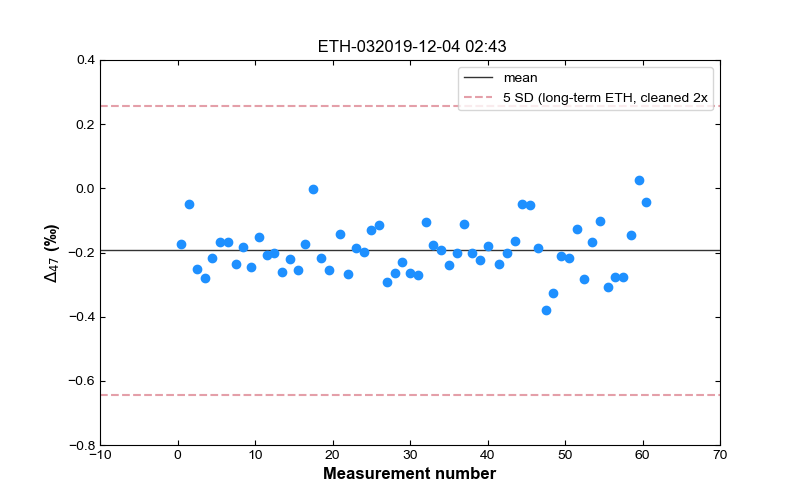 ETH-032019-12-04 02:43
mean
5 SD (long-term ETH, cleaned 2x
Δ47 (‰)
0.4
0.2
0.0
−0.2
−0.4
−0.6
−0.8
−10 0 10 20 30 40 50 60 70
Measurement number